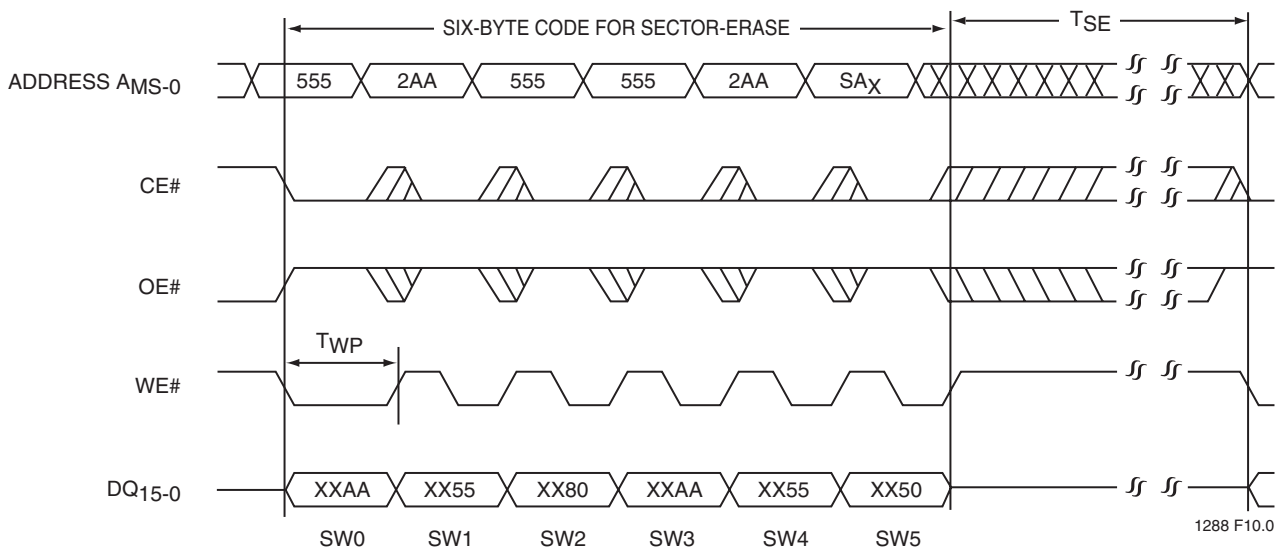 SIX-BYTE CODE FOR SECTOR-ERASE
TSE
ADDRESS AMS-0
555 2AA 555 555 2AA SAX
CE#
OE#
TWP
WE#
DQ15-0
XXAA XX55 XX80 XXAA XX55 XX50
SW0 SW1 SW2 SW3 SW4 SW5
1288 F10.0